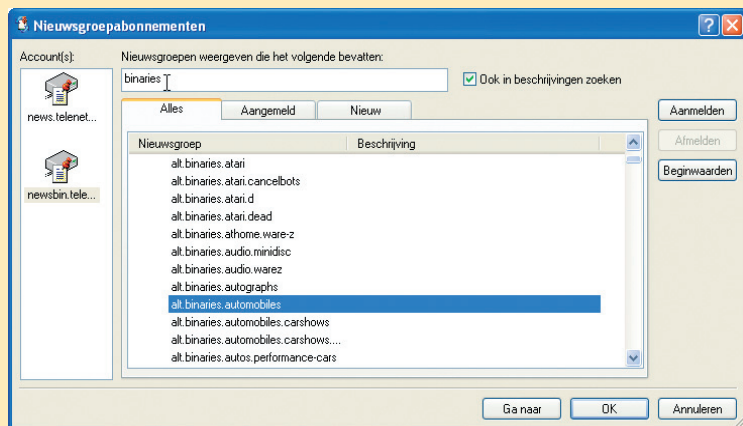 Nieuwsgroepabonnementen
Account(s):
Nieuwsgroepen weergeven die het volgende bevatten:
binaries
Ook in beschrijvingen zoeken
news.telenet...
newsbin.tele...
Alles
Aangemeld
Nieuw
Nieuwsgroep
Beschrijving
alt.binaries.atari
alt.binaries.atari.cancelbots
alt.binaries.atari.d
alt.binaries.atari.dead
alt.binaries.athome.ware-z
alt.binaries.audio.minidisc
alt.binaries.audio.warez
alt.binaries.autographs
alt.binaries.automobiles
alt.binaries.automobiles.carshows
alt.binaries.automobiles.carshows....
alt.binaries.autos.performance-cars
Aanmelden
Afmelden
Beginwaarden
Ga naar
OK
Annuleren